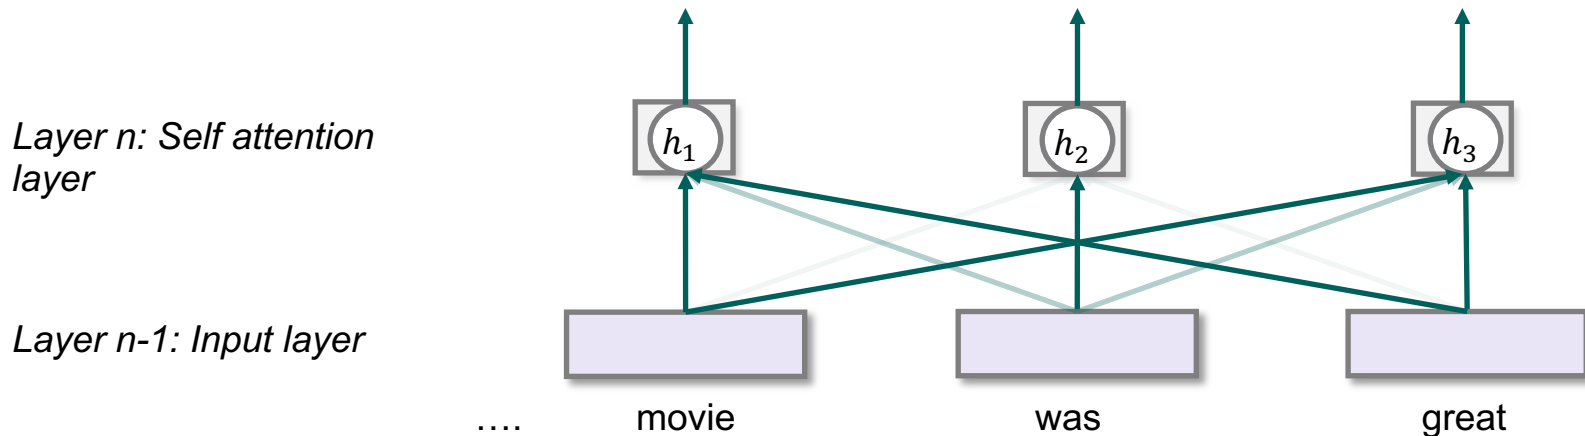 Layer n: Self attention
layer
h₁ h₂ h₃
Layer n-1: Input layer
.... movie was great